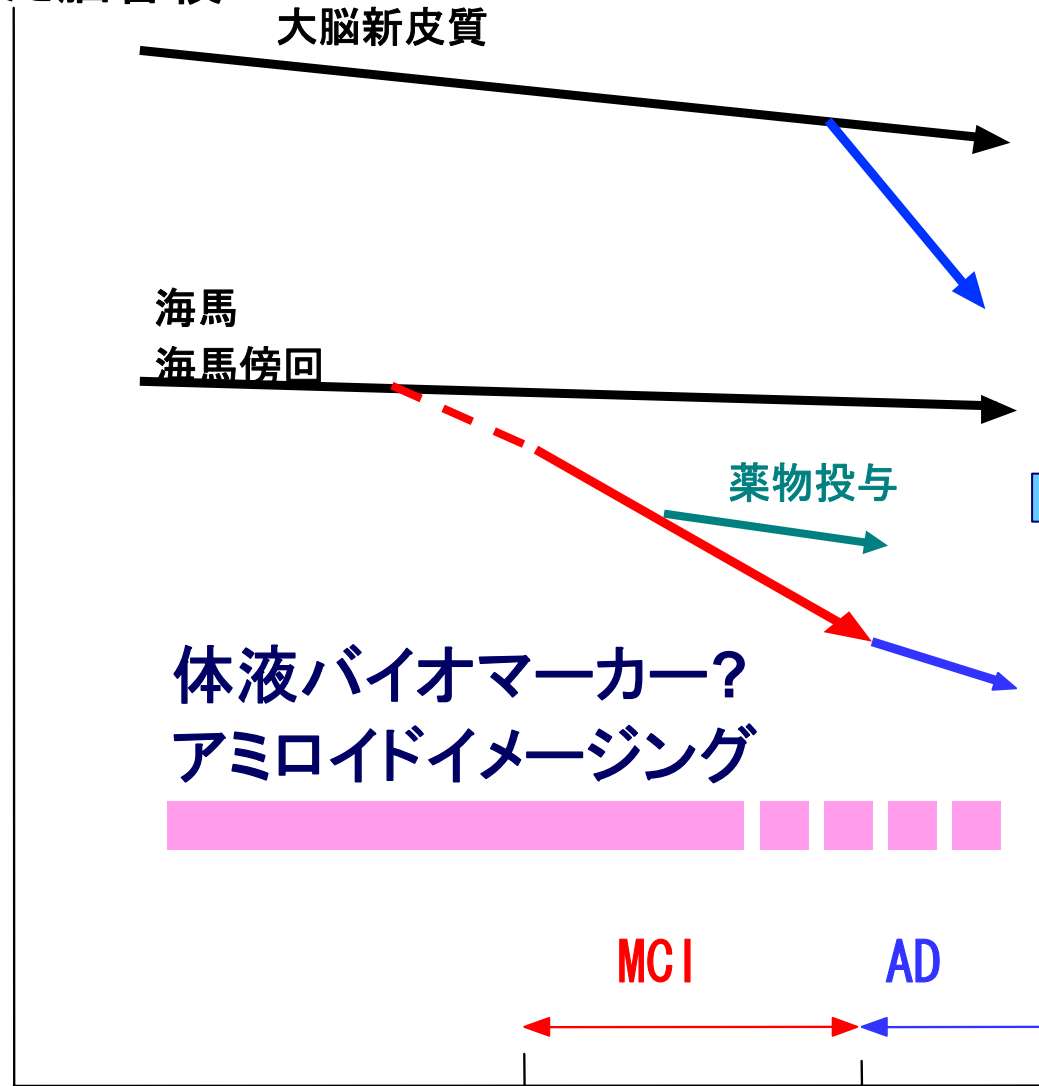 大脳新皮質
海馬
海馬傍回
薬物投与
体液バイオマーカー?
アミロイドイメージング
MCI
AD